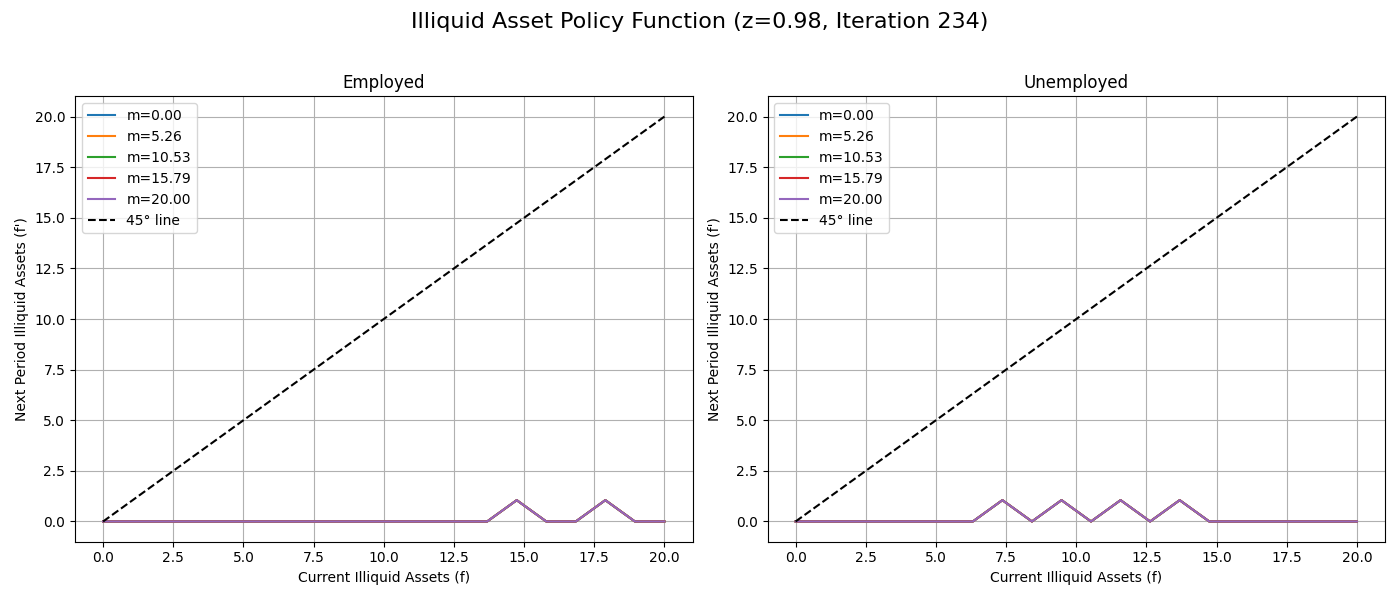 Illiquid Asset Policy Function (z=0.98, Iteration 234)
Employed
Next Period Illiquid Assets (f')
20.0
17.5
15.0
12.5
10.0
7.5
5.0
2.5
0.0
m=0.00
m=5.26
m=10.53
m=15.79
m=20.00
45° line
0.0 2.5 5.0 7.5 10.0 12.5 15.0 17.5 20.0
Current Illiquid Assets (f)
Unemployed
Next Period Illiquid Assets (f')
20.0
17.5
15.0
12.5
10.0
7.5
5.0
2.5
0.0
m=0.00
m=5.26
m=10.53
m=15.79
m=20.00
45° line
0.0 2.5 5.0 7.5 10.0 12.5 15.0 17.5 20.0
Current Illiquid Assets (f)